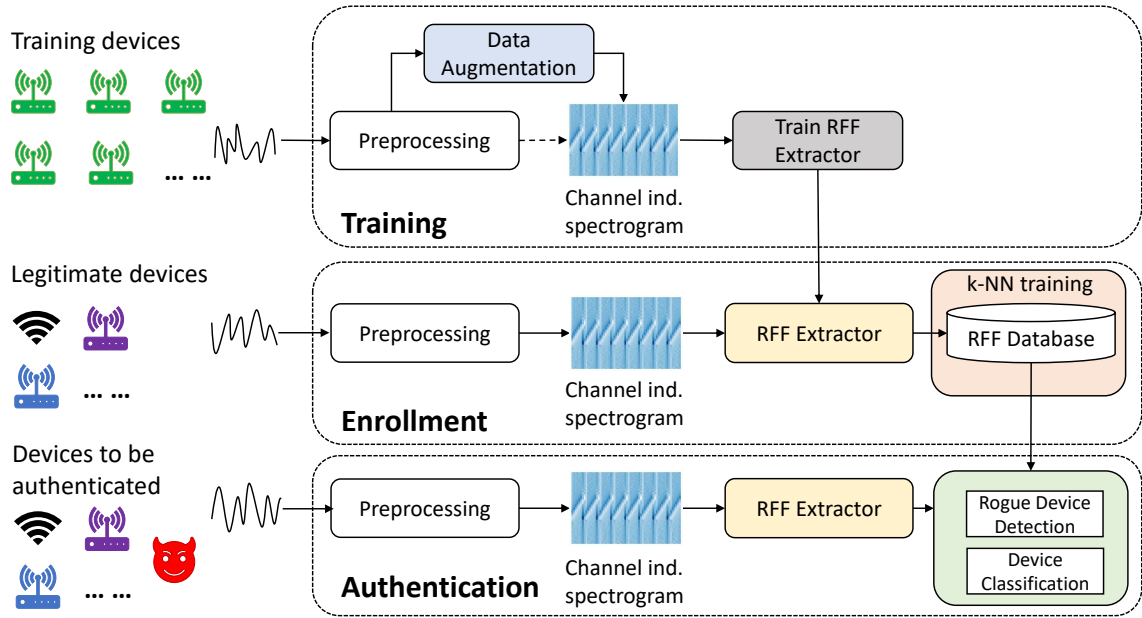 Training devices
... ...
Data
Augmentation
Preprocessing
Channel ind.
spectrogram
Train RFF
Extractor
Training
Legitimate devices
... ...
Preprocessing
Channel ind.
spectrogram
RFF Extractor
k-NN training
RFF Database
Enrollment
Devices to be
authenticated
... ...
Preprocessing
Channel ind.
spectrogram
RFF Extractor
Rogue Device
Detection
Device
Classification
Authentication